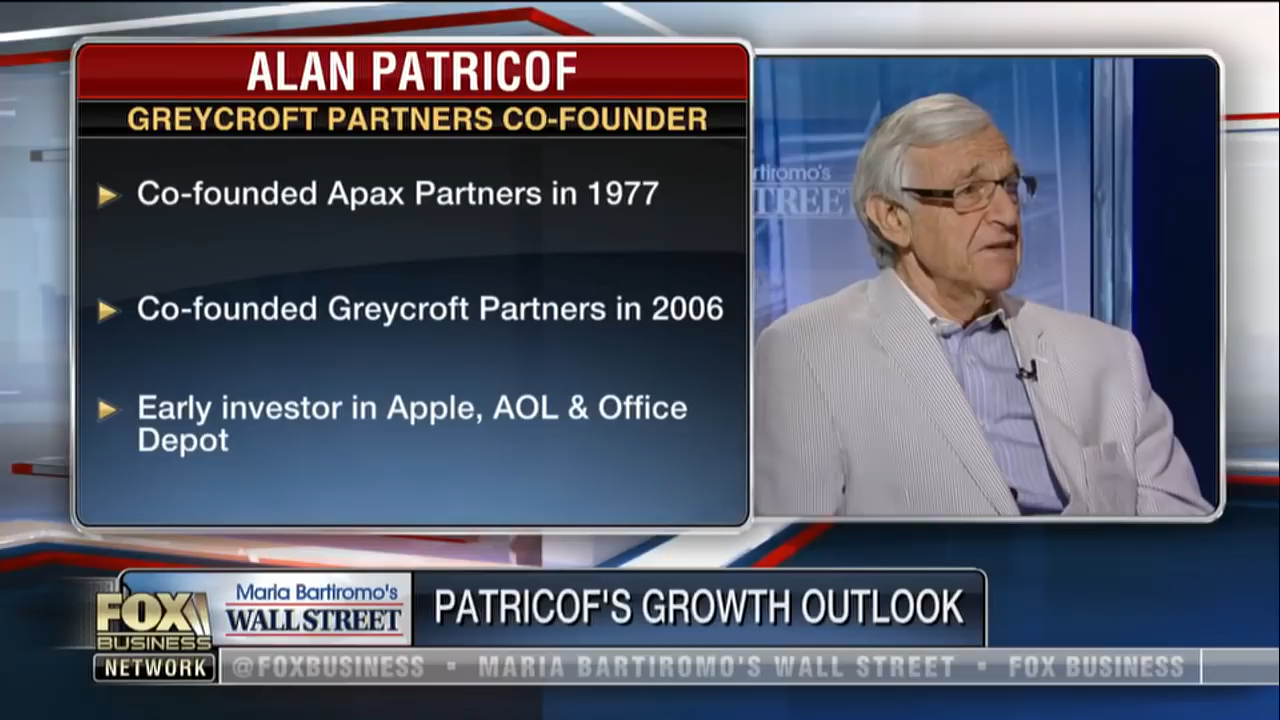 ALAN PATRICOF
GREYCROFT PARTNERS CO-FOUNDER
Co-founded Apax Partners in 1977
Co-founded Greycroft Partners in 2006
Early investor in Apple, AOL & Office
Depot
rtiromo's
TREE
FOX
BUSINESS
NETWORK
Maria Bartiromo's
WALL STREET
PATRICOF'S GROWTH OUTLOOK
@FOXBUSINESS ▪ MARIA BARTIROMO'S WALL STREET ▪ FOX BUSINESS